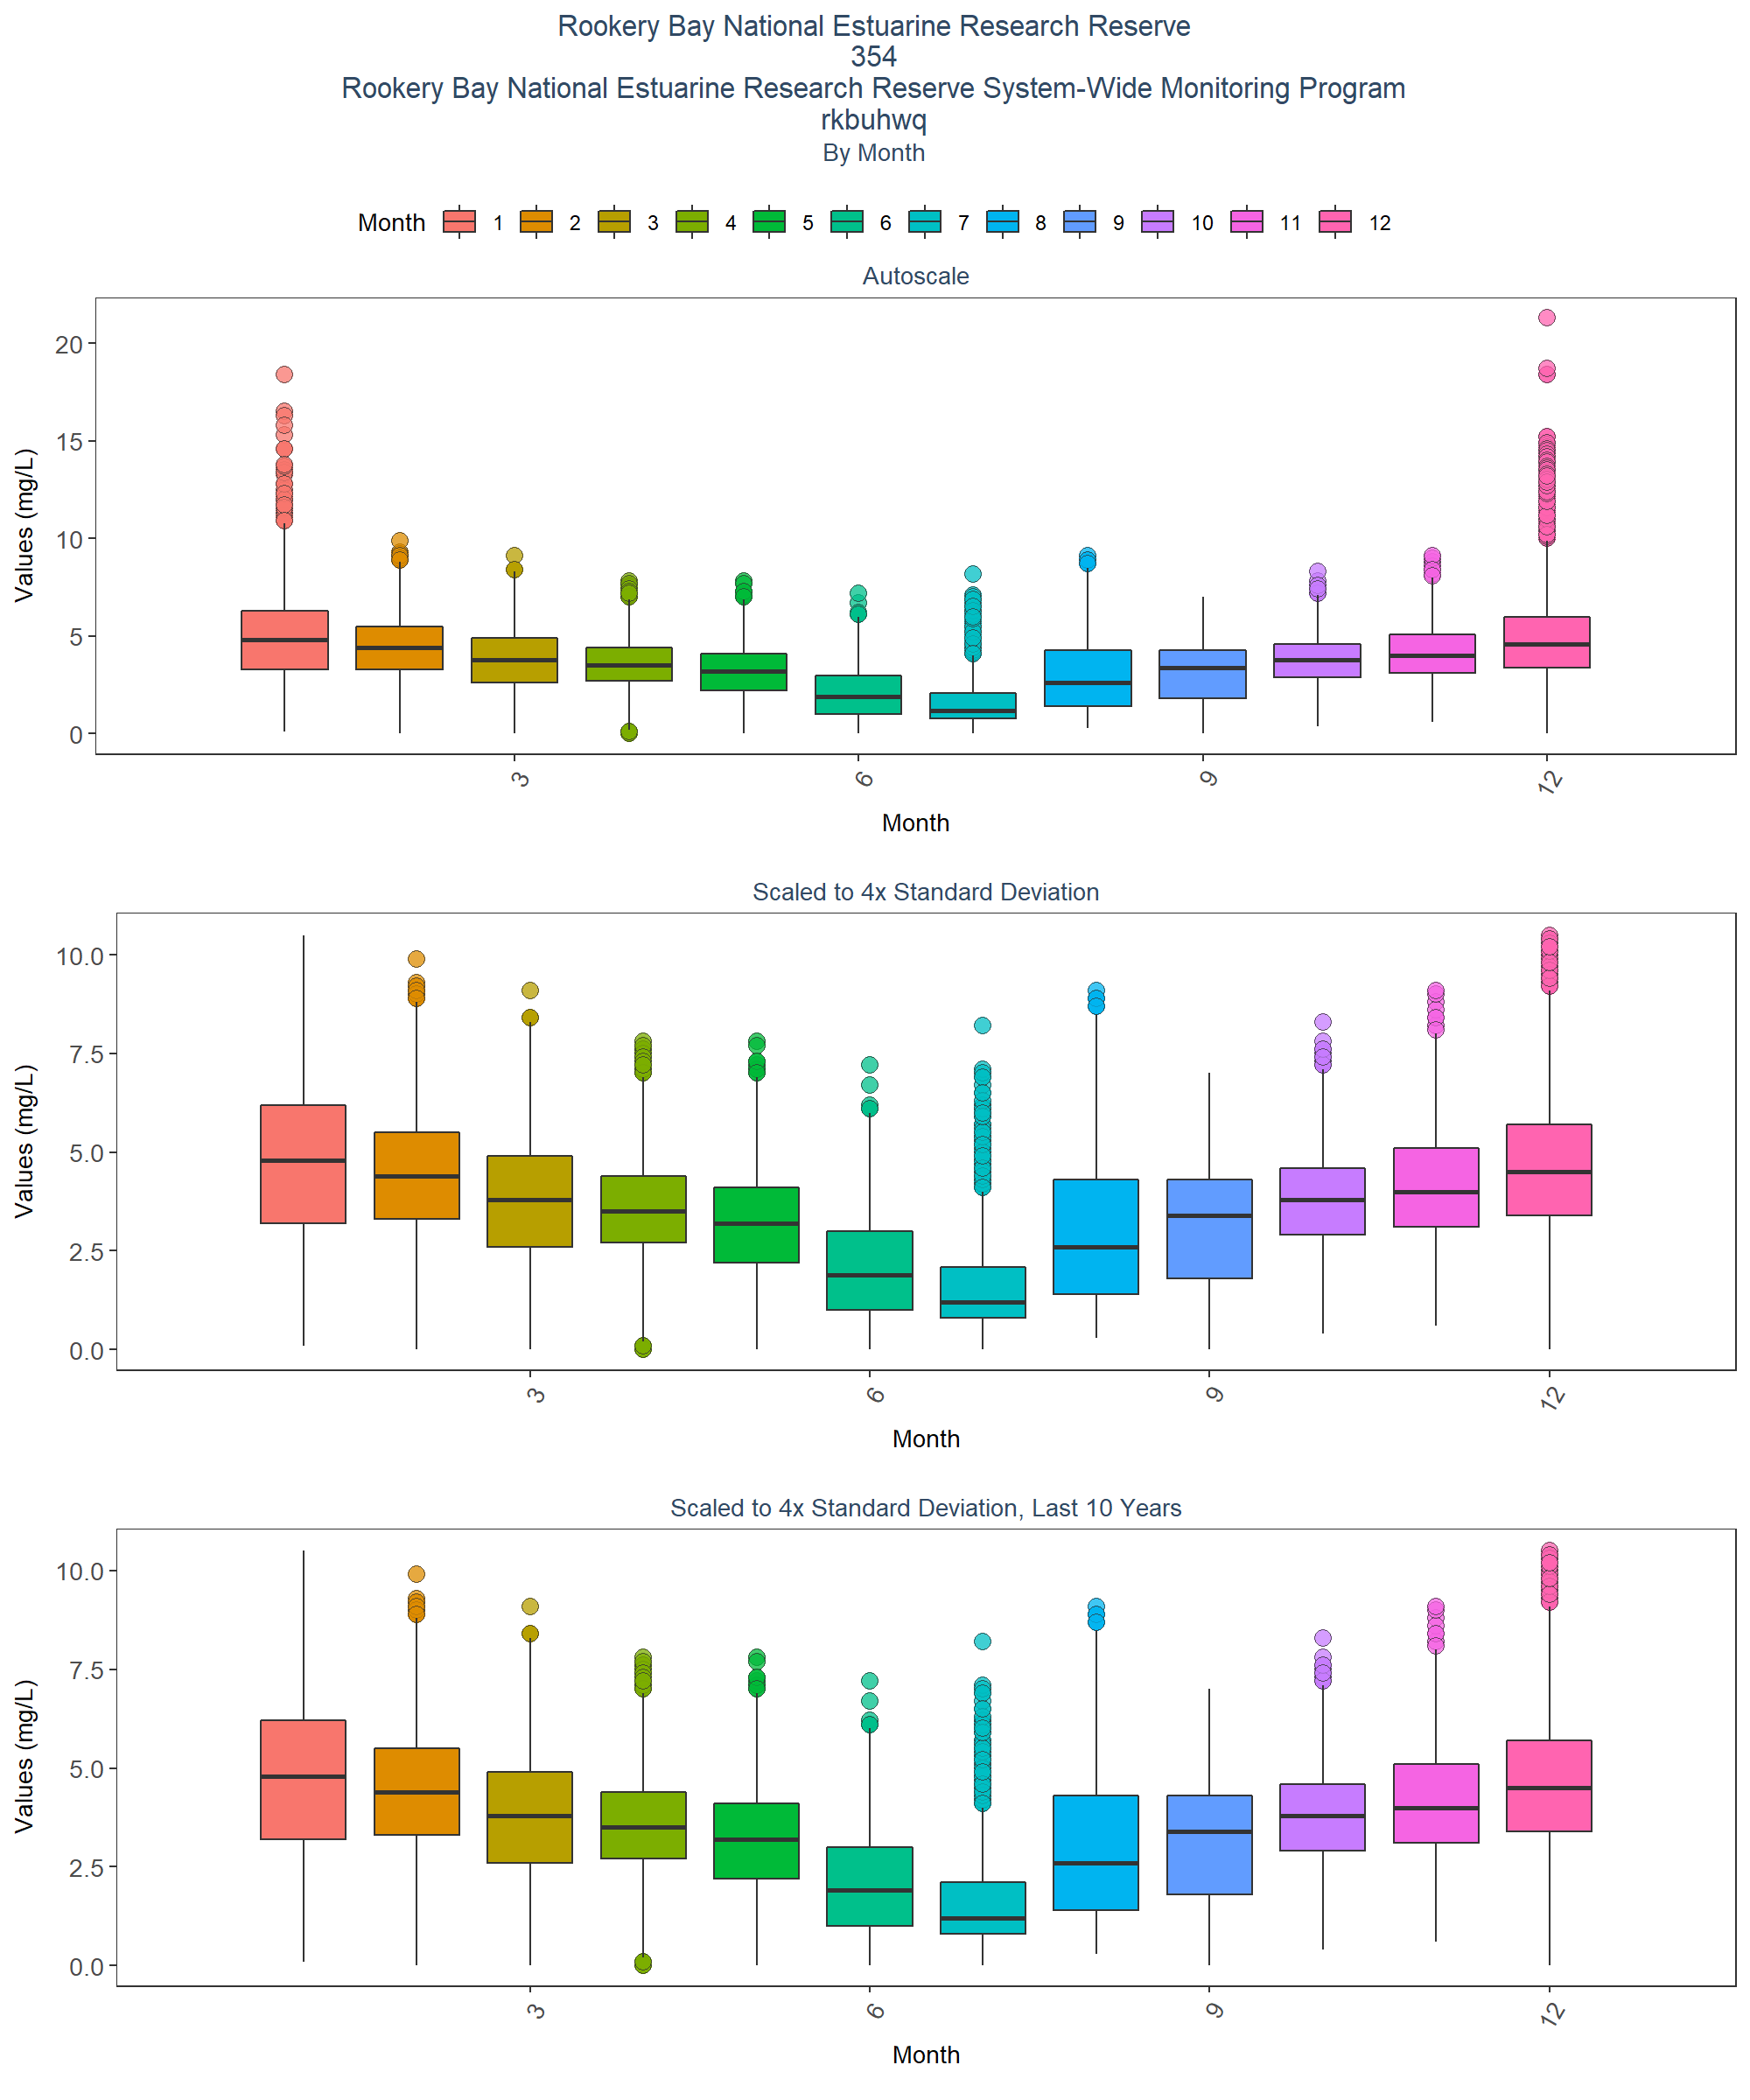 Rookery Bay National Estuarine Research Reserve
354
Rookery Bay National Estuarine Research Reserve System-Wide Monitoring Program
rkbuhwq
By Month
Month 1 2 3 4 5 6 7 8 9 10 11 12
Autoscale
Values (mg/L)
20
15
10
5
0
3 6 9 12
Month
Scaled to 4x Standard Deviation
Values (mg/L)
10.0
7.5
5.0
2.5
0.0
3 6 9 12
Month
Scaled to 4x Standard Deviation, Last 10 Years
Values (mg/L)
10.0
7.5
5.0
2.5
0.0
3 6 9 12
Month